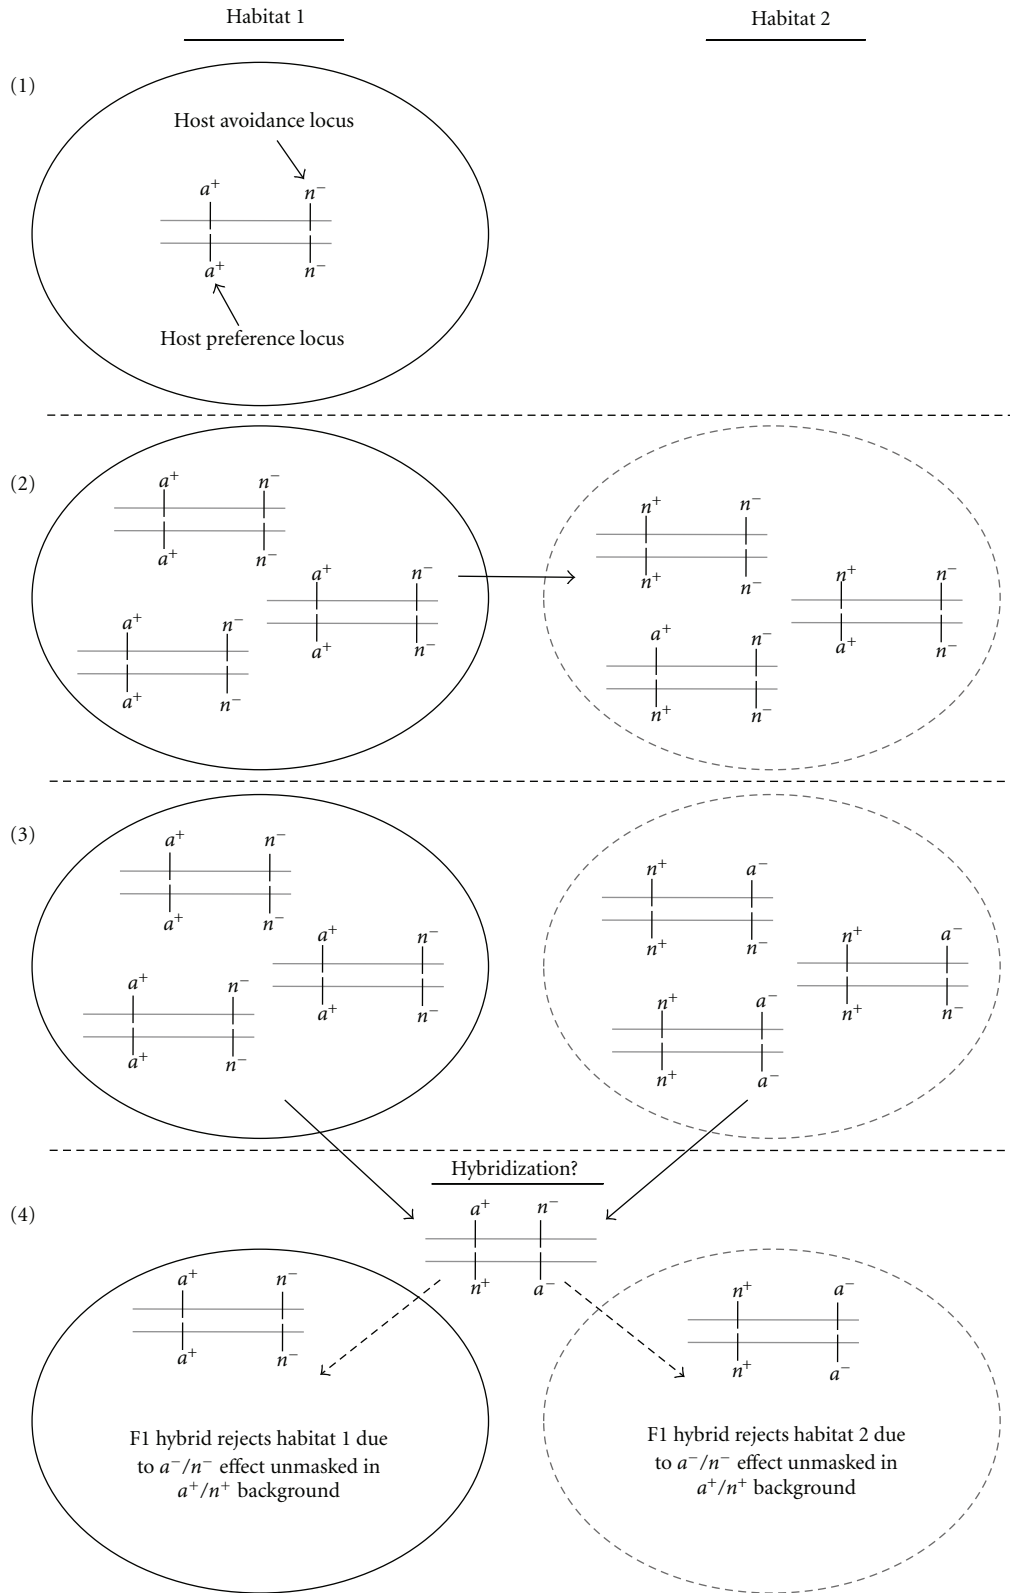 Habitat 1
Habitat 2
(1)
Host avoidance locus
a⁺ n⁻
a⁺ n⁻
Host preference locus
(2)
a⁺ n⁻
a⁺ n⁻
a⁺ n⁻
a⁺ n⁻
a⁺ n⁻
a⁺ n⁻
n⁺ n⁻
n⁺ n⁻
n⁺ n⁻
a⁺ n⁻
a⁺ n⁻
n⁺ n⁻
(3)
a⁺ n⁻
a⁺ n⁻
a⁺ n⁻
a⁺ n⁻
a⁺ n⁻
a⁺ n⁻
n⁺ a⁻
n⁺ n⁻
n⁺ a⁻
n⁺ n⁻
n⁺ a⁻
n⁺ a⁻
Hybridization?
(4)
a⁺ n⁻
n⁺ a⁻
a⁺ n⁻
a⁺ n⁻
F1 hybrid rejects habitat 1 due
to a⁻/n⁻ effect unmasked in
a⁺/n⁺ background
n⁺ a⁻
n⁺ a⁻
F1 hybrid rejects habitat 2 due
to a⁻/n⁻ effect unmasked in
a⁺/n⁺ background